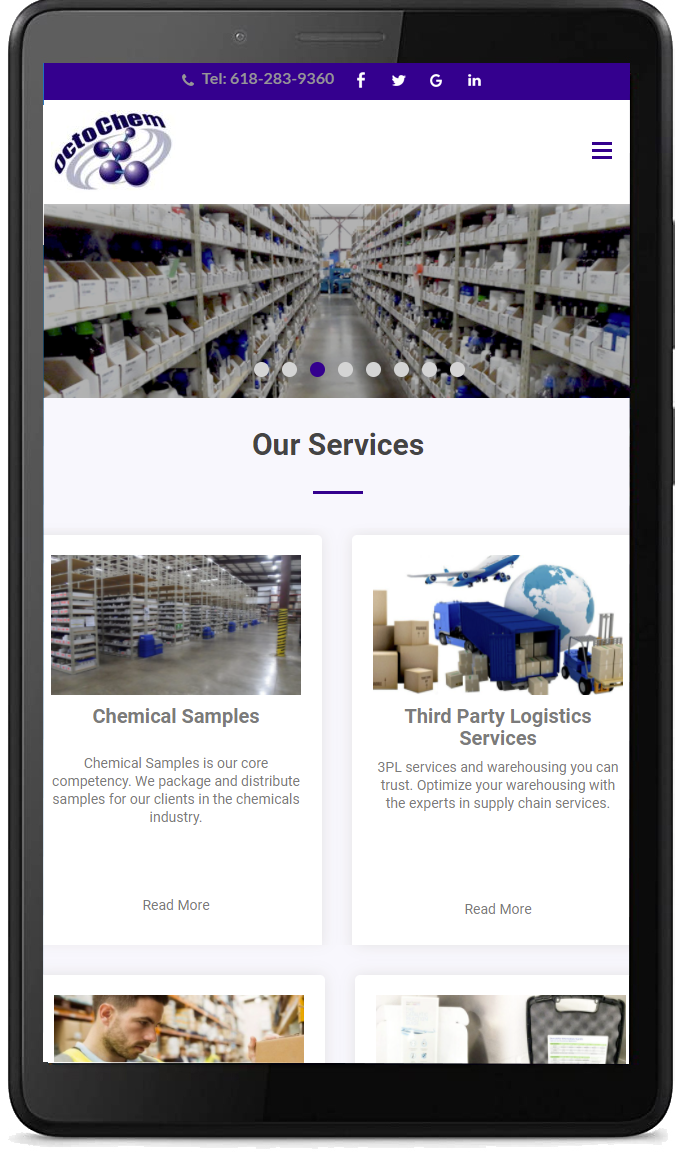 Tel: 618-283-9360
OctoChem
Our Services
Chemical Samples
Chemical Samples is our core
competency. We package and distribute
samples for our clients in the chemicals
industry.
Read More
Third Party Logistics
Services
3PL services and warehousing you can
trust. Optimize your warehousing with
the experts in supply chain services.
Read More